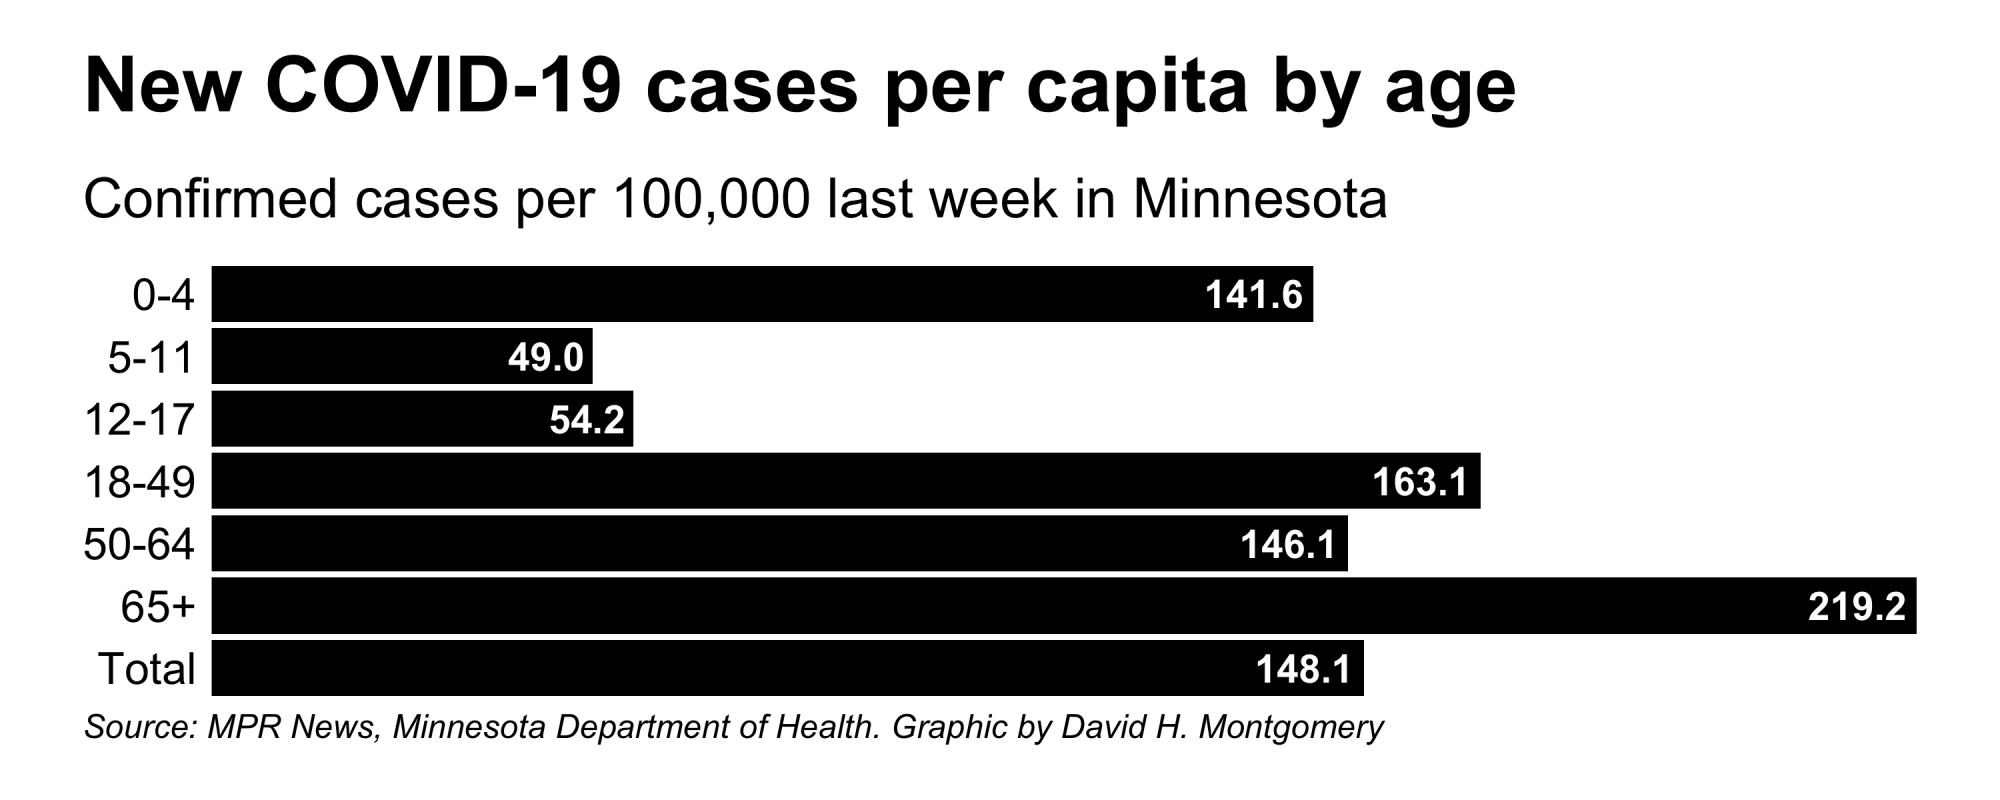 New COVID-19 cases per capita by age
Confirmed cases per 100,000 last week in Minnesota
0-4 141.6
5-11 49.0
12-17 54.2
18-49 163.1
50-64 146.1
65+ 219.2
Total 148.1
Source: MPR News, Minnesota Department of Health. Graphic by David H. Montgomery